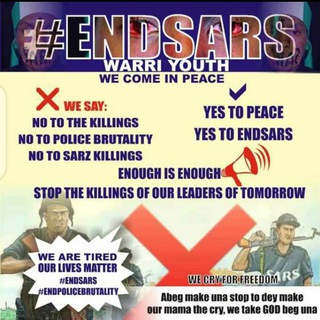 #ENDSARS
WARRI YOUTH
WE COME IN PEACE
WE SAY:
NO TO THE KILLINGS
NO TO POLICE BRUTALITY
NO TO SARZ KILLINGS
YES TO PEACE
YES TO ENDSARS
ENOUGH IS ENOUGH
STOP THE KILLINGS OF OUR LEADERS OF TOMORROW
WE ARE TIRED
OUR LIVES MATTER
#ENDSARS
#ENDPOLICEBRUTALITY
SARS
WE CRY FOR FREEDOM
Abeg make una stop to dey make
our mama the cry, we take GOD beg una